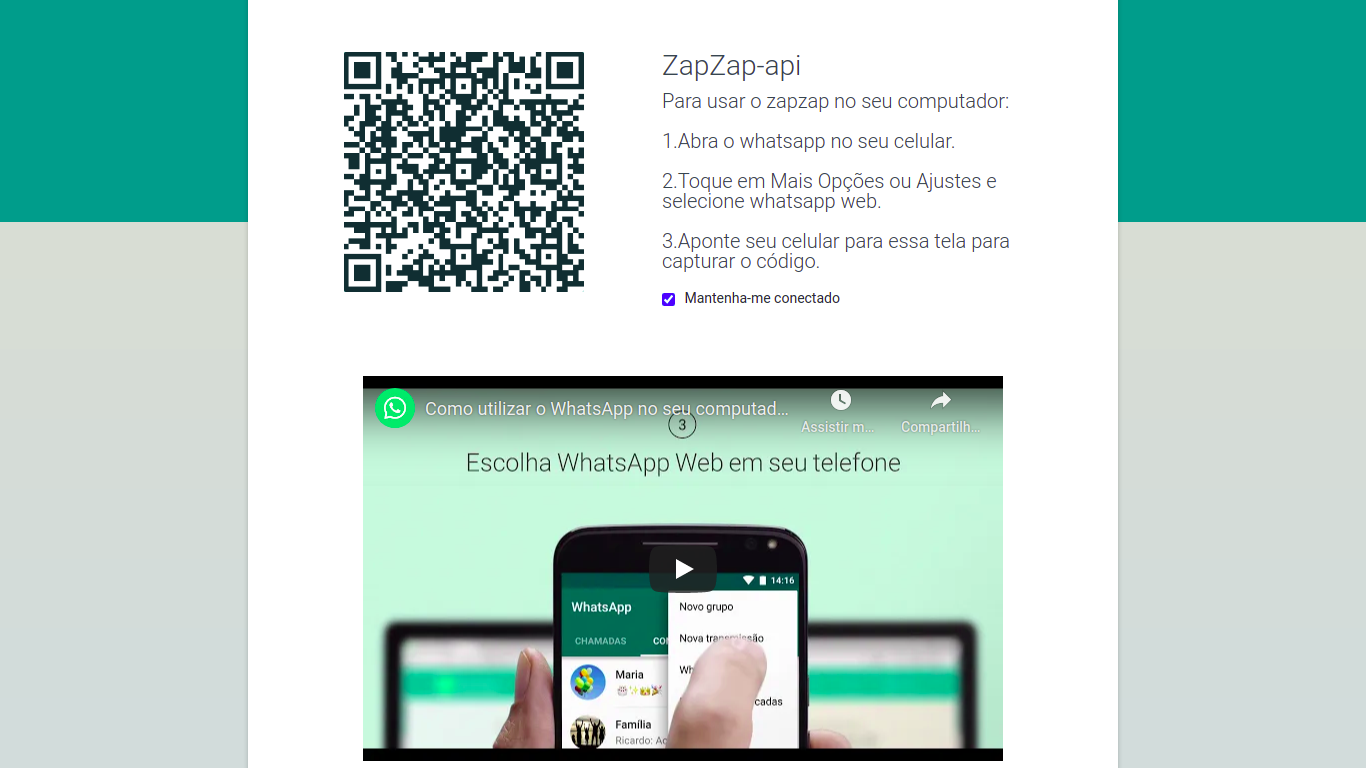 ZapZap-api
Para usar o zapzap no seu computador:
1.Abra o whatsapp no seu celular.
2.Toque em Mais Opções ou Ajustes e
selecione whatsapp web.
3.Aponte seu celular para essa tela para
capturar o código.
Mantenha-me conectado
Como utilizar o WhatsApp no seu computad...
Assistir m...
Compartilh...
3
Escolha WhatsApp Web em seu telefone
14:16
WhatsApp
Novo grupo
CHAMADAS
Nova transmissão
Maria
cadas
Família
Ricardo: